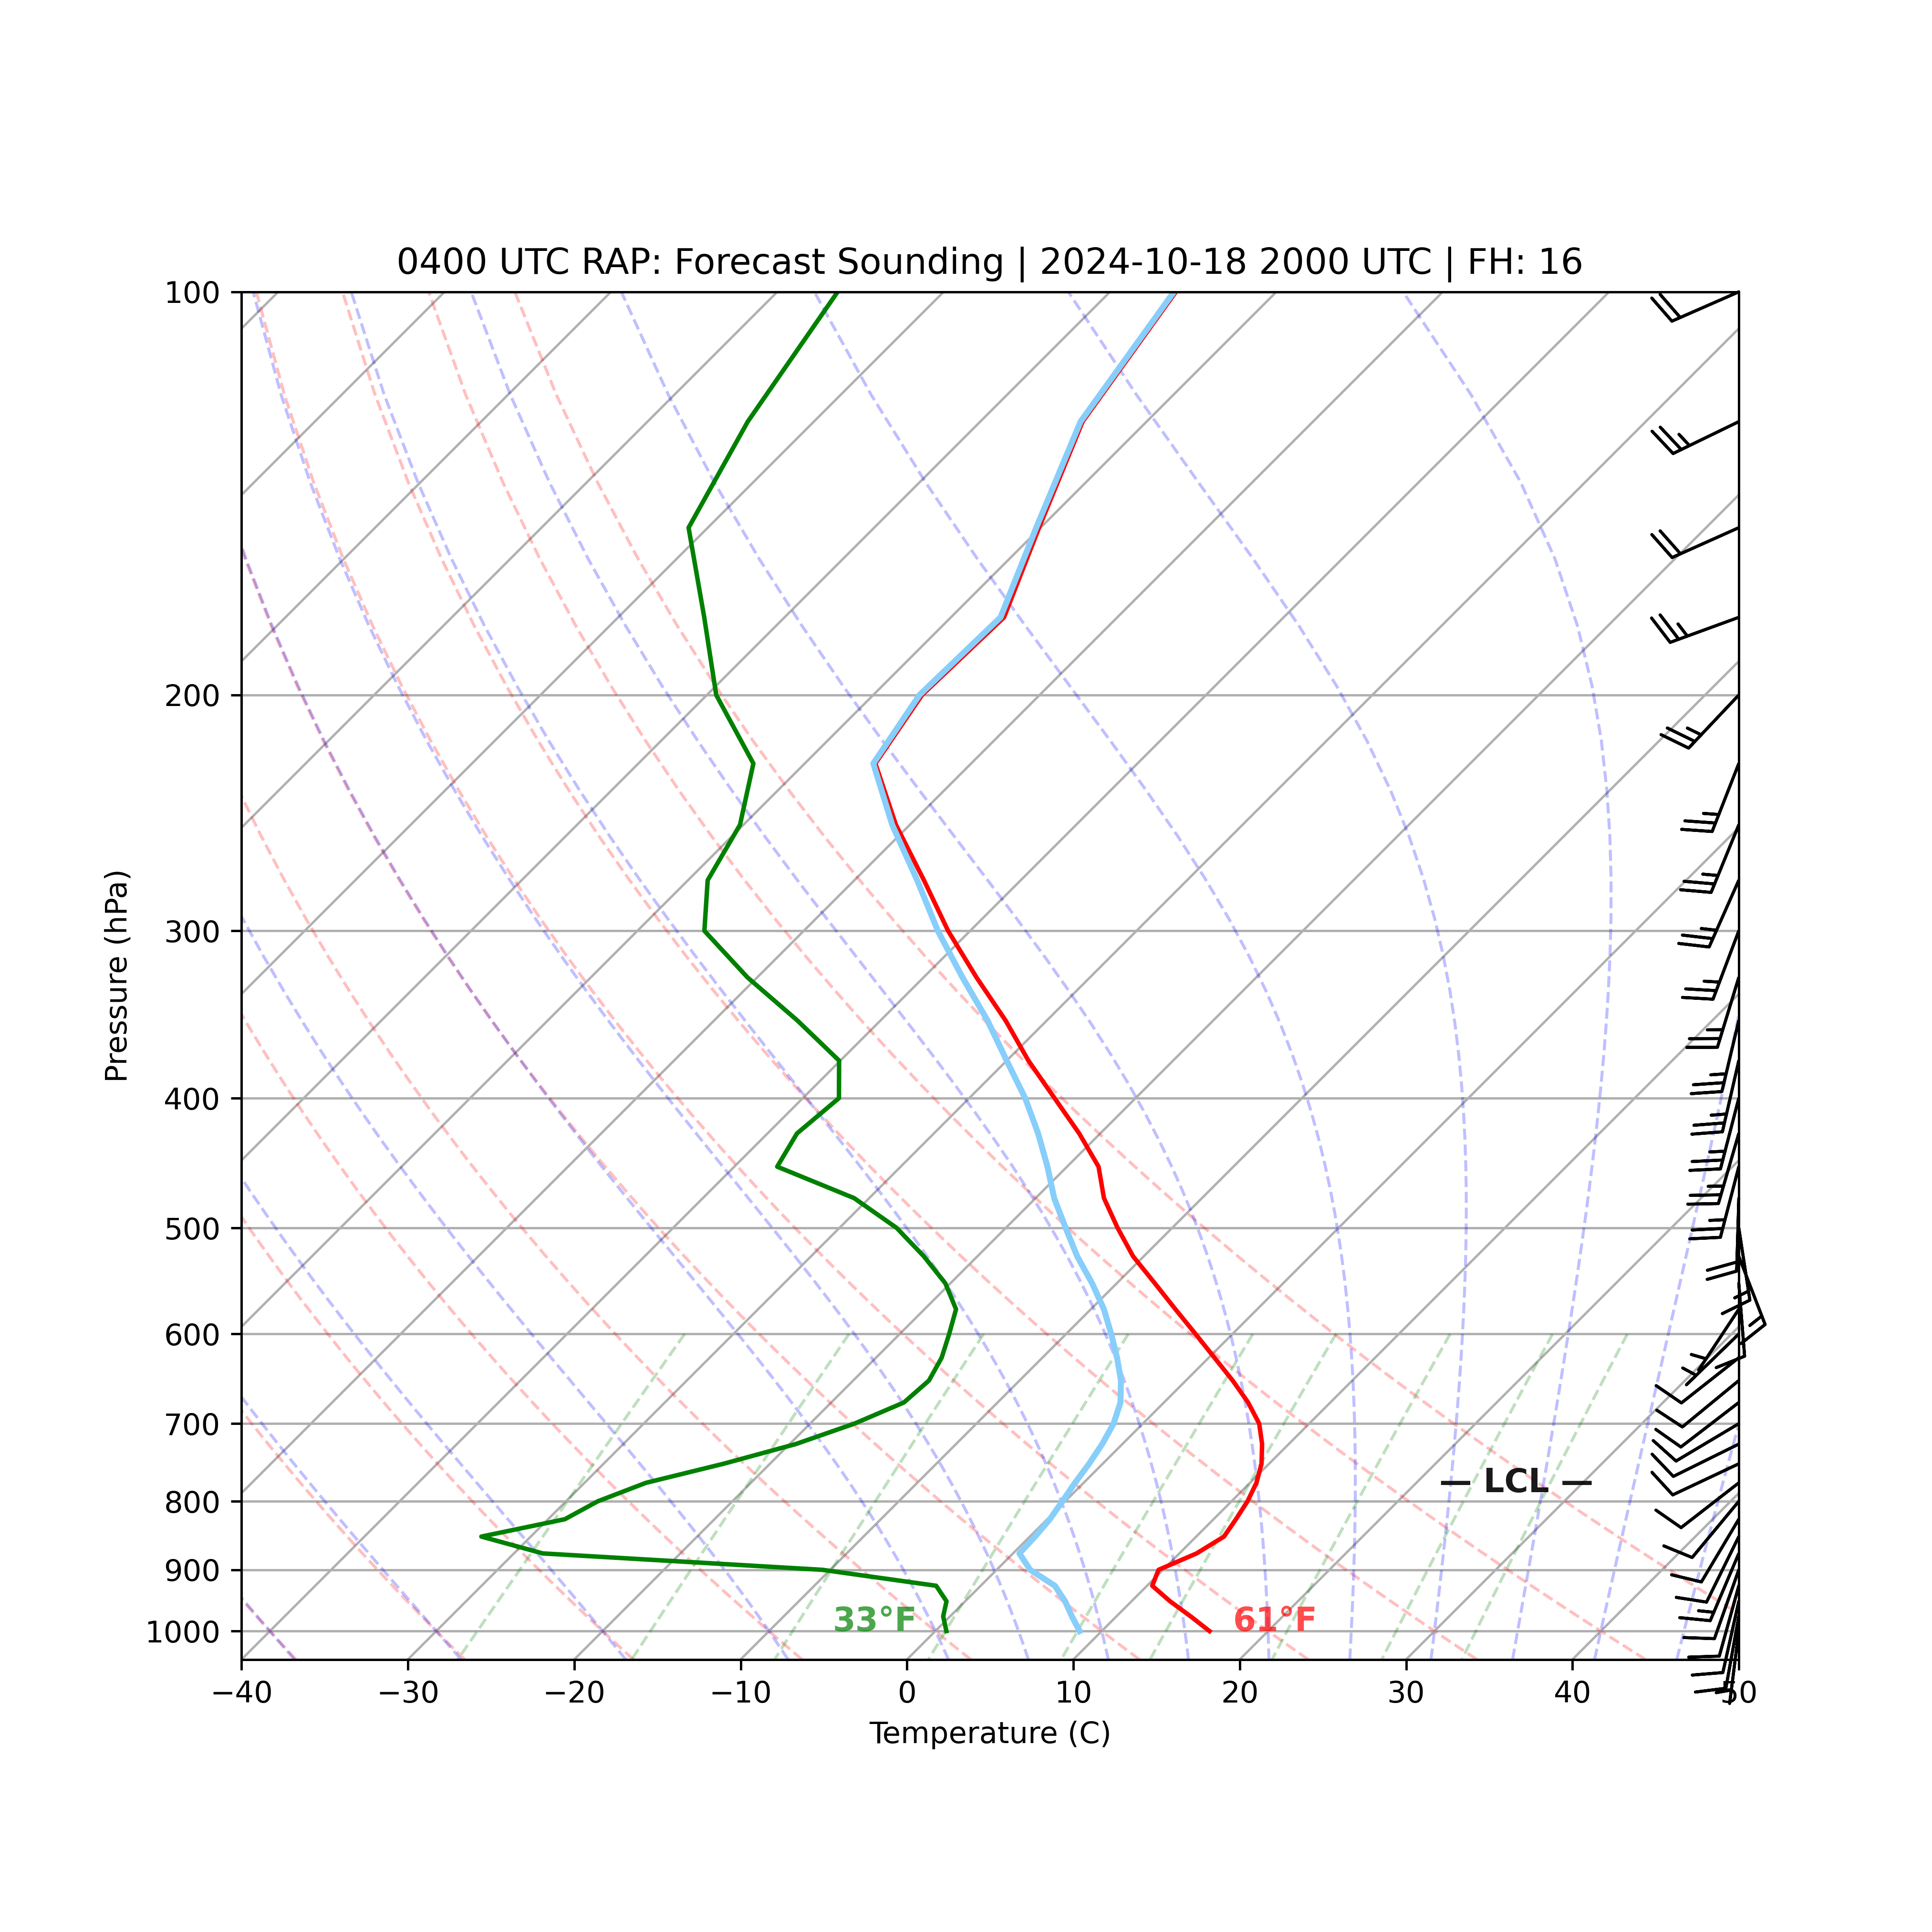 0400 UTC RAP: Forecast Sounding | 2024-10-18 2000 UTC | FH: 16
100
200
300
400
500
600
700
800
900
1000
Pressure (hPa)
— LCL —
33°F
61°F
−40 −30 −20 −10 0 10 20 30 40 50
Temperature (C)